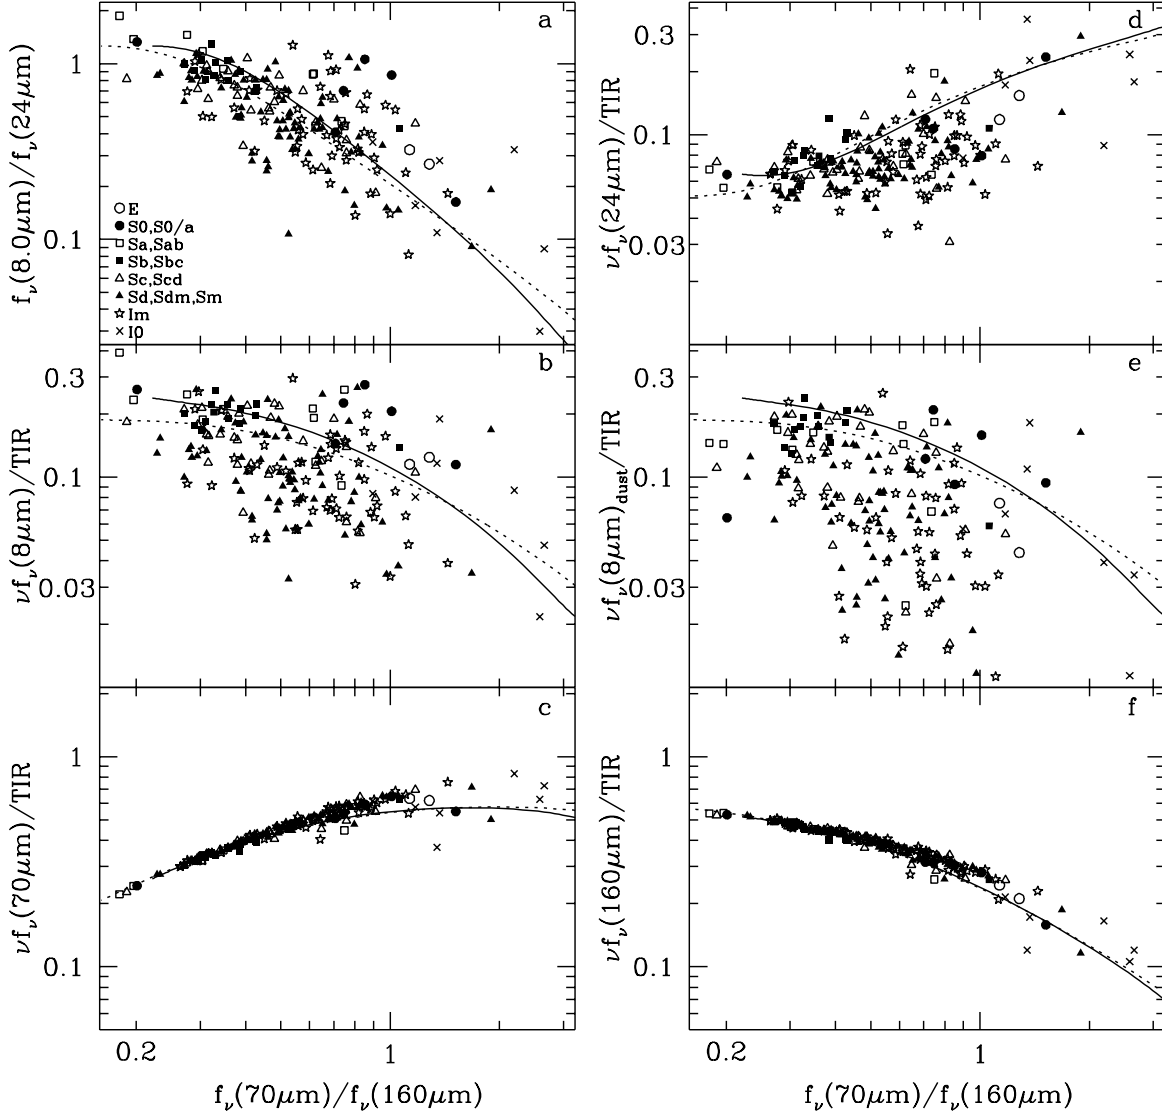 a
f_ν(8.0μm)/f_ν(24μm)
1
0.1
E
S0,S0/a
Sa,Sab
Sb,Sbc
Sc,Scd
Sd,Sdm,Sm
Im
I0
d
νf_ν(24μm)/TIR
0.3
0.1
0.03
b
νf_ν(8μm)/TIR
0.3
0.1
0.03
e
νf_ν(8μm)_dust/TIR
0.3
0.1
0.03
c
νf_ν(70μm)/TIR
1
0.1
0.2
1
f_ν(70μm)/f_ν(160μm)
f
νf_ν(160μm)/TIR
1
0.1
0.2
1
f_ν(70μm)/f_ν(160μm)